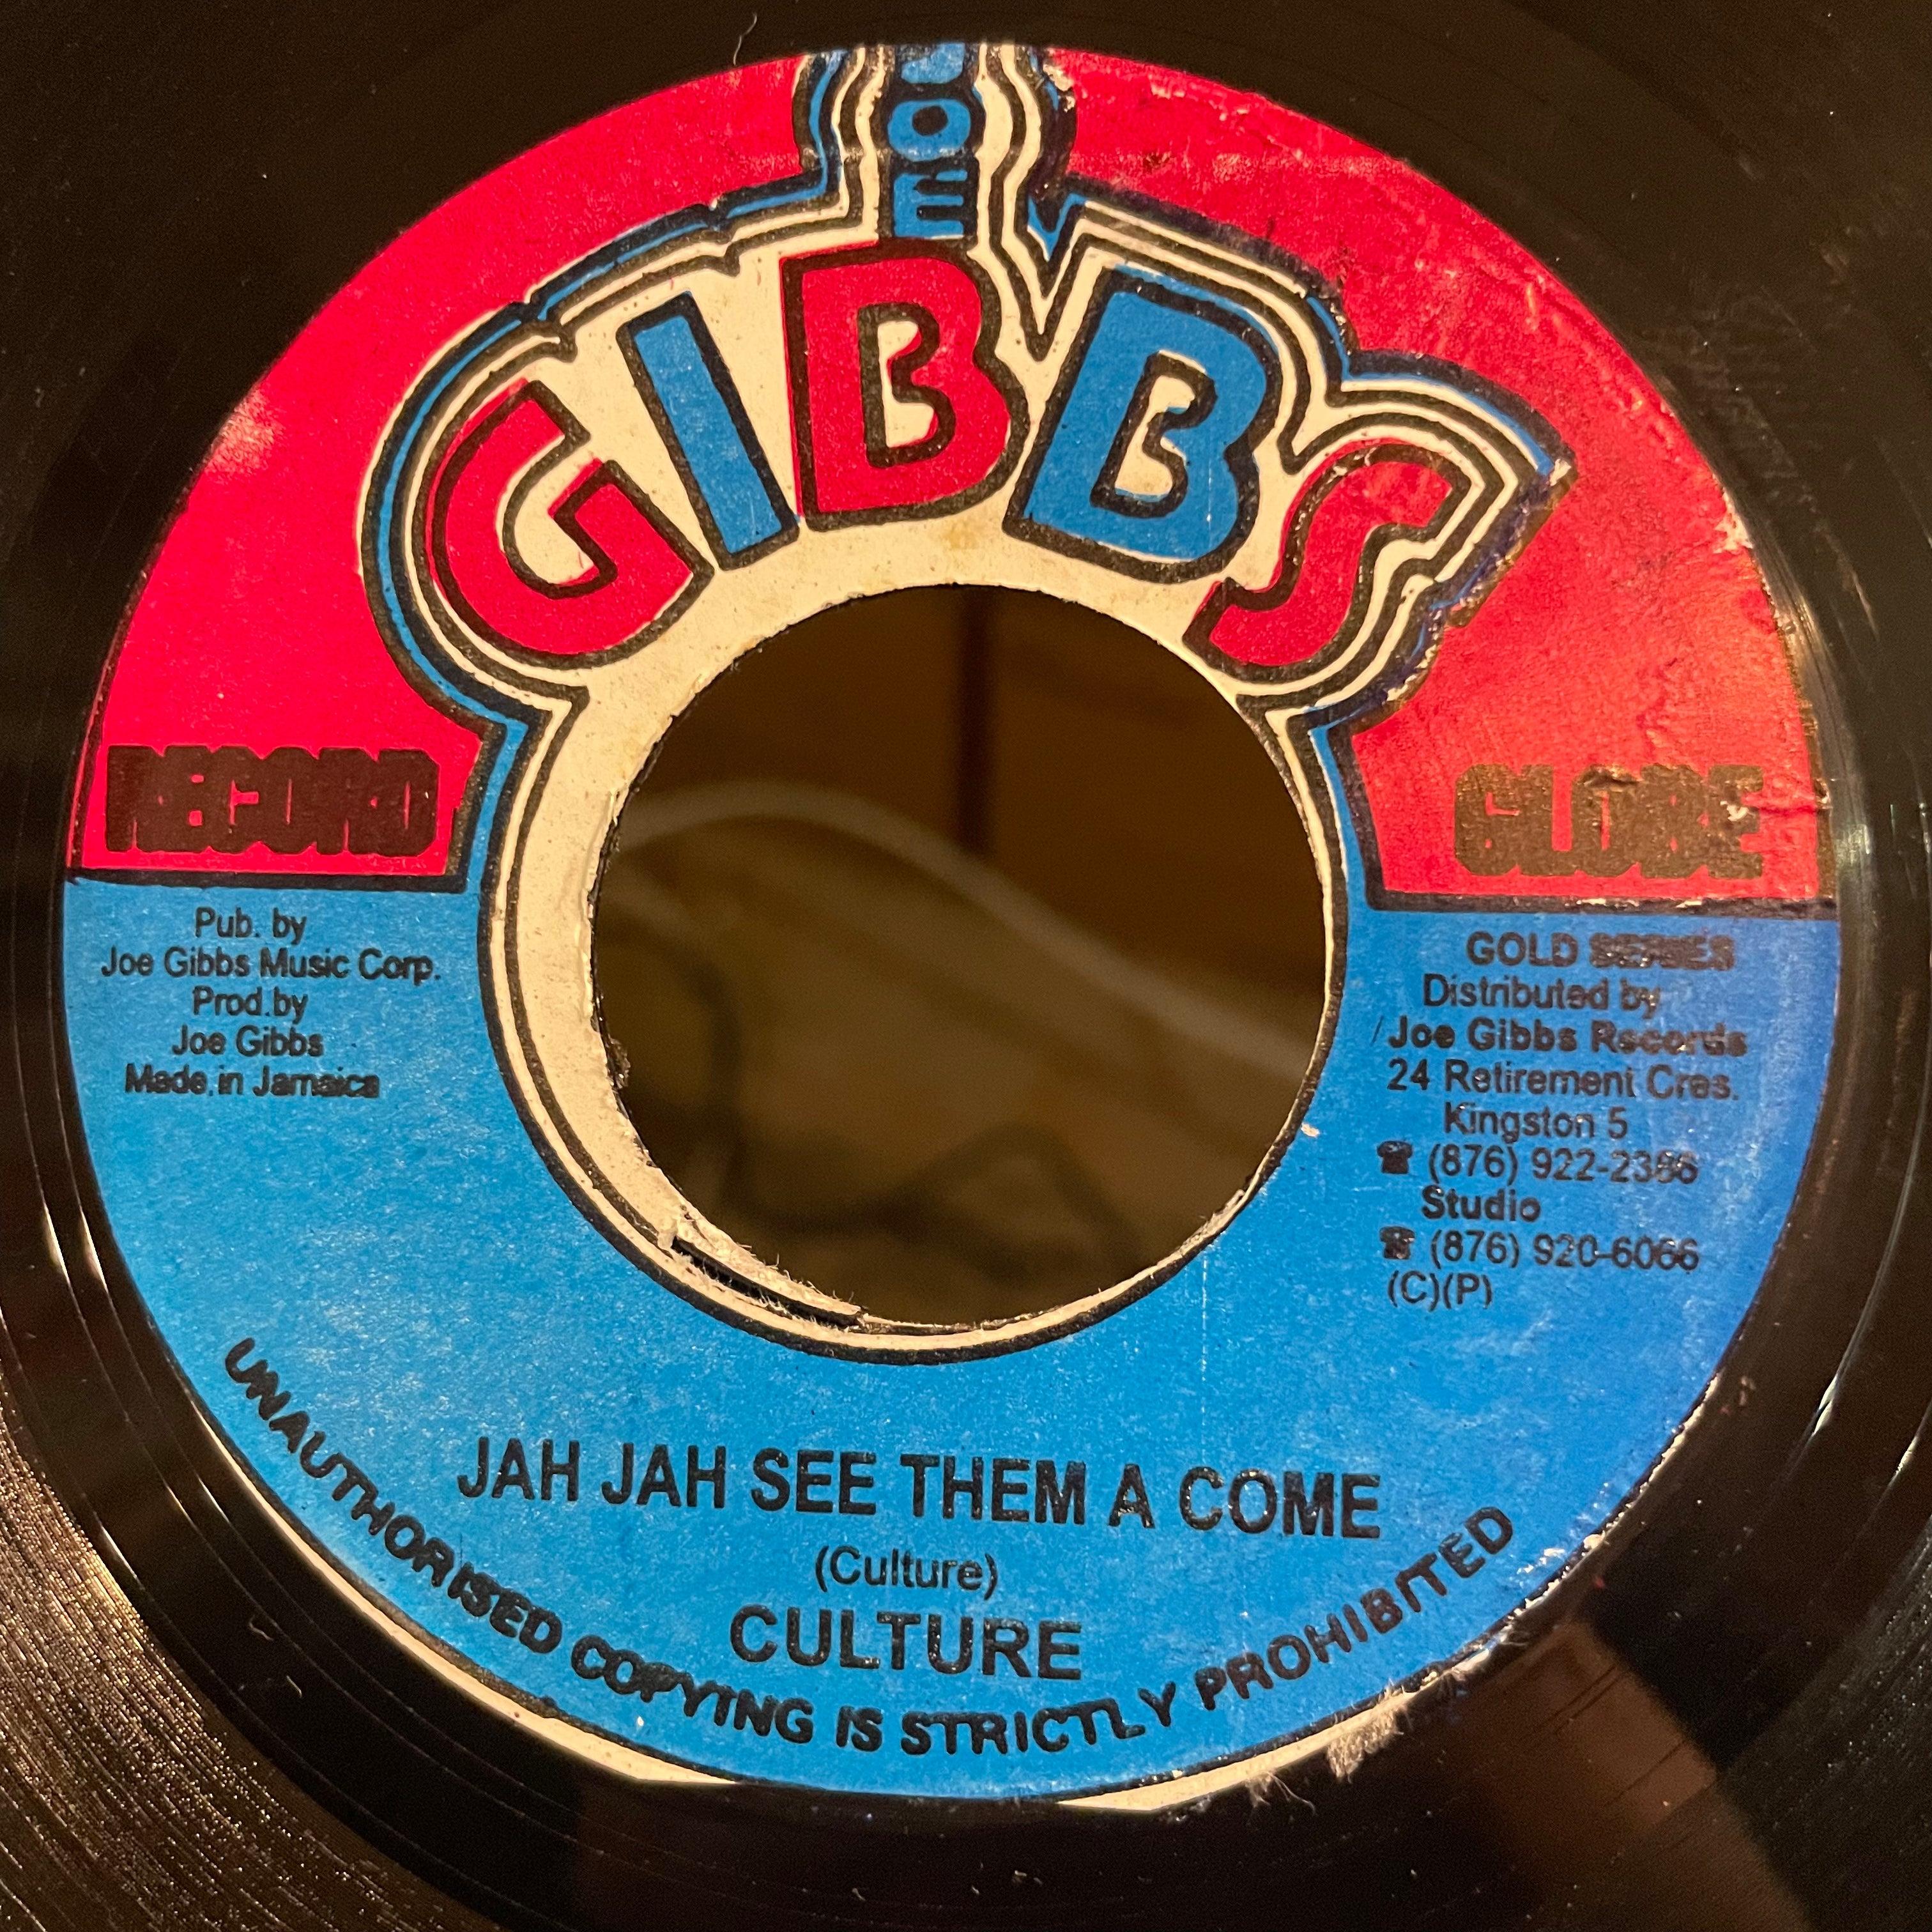 JOE
GIBBS
RECORD
GLOBE
Pub. by
Joe Gibbs Music Corp.
Prod.by
Joe Gibbs
Made in Jamaica
GOLD SERIES
Distributed by
Joe Gibbs Records
24 Retirement Cres.
Kingston 5
☎ (876) 922-2386
Studio
☎ (876) 920-6066
(C)(P)
JAH JAH SEE THEM A COME
(Culture)
CULTURE
UNAUTHORISED COPYING IS STRICTLY PROHIBITED